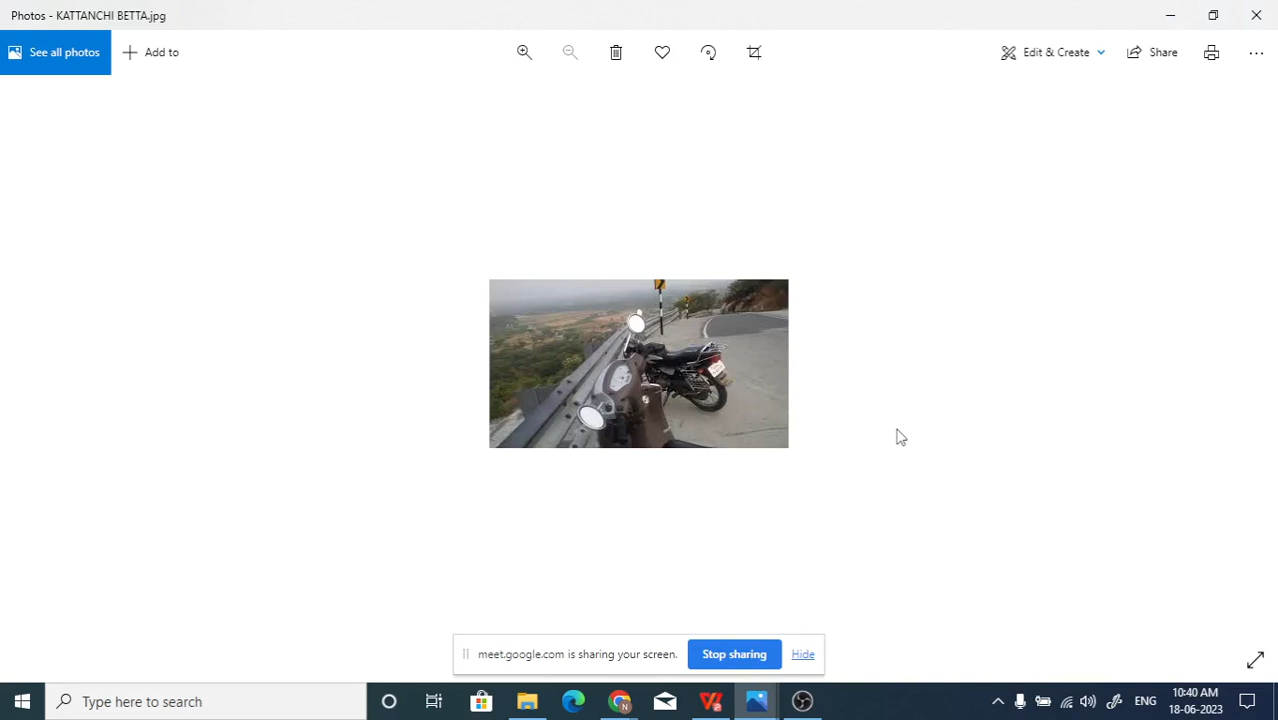 Photos - KATTANCHI BETTA.jpg
See all photos
Add to
Edit & Create
Share
meet.google.com is sharing your screen.
Stop sharing
Hide
Type here to search
ENG
10:40 AM
18-06-2023